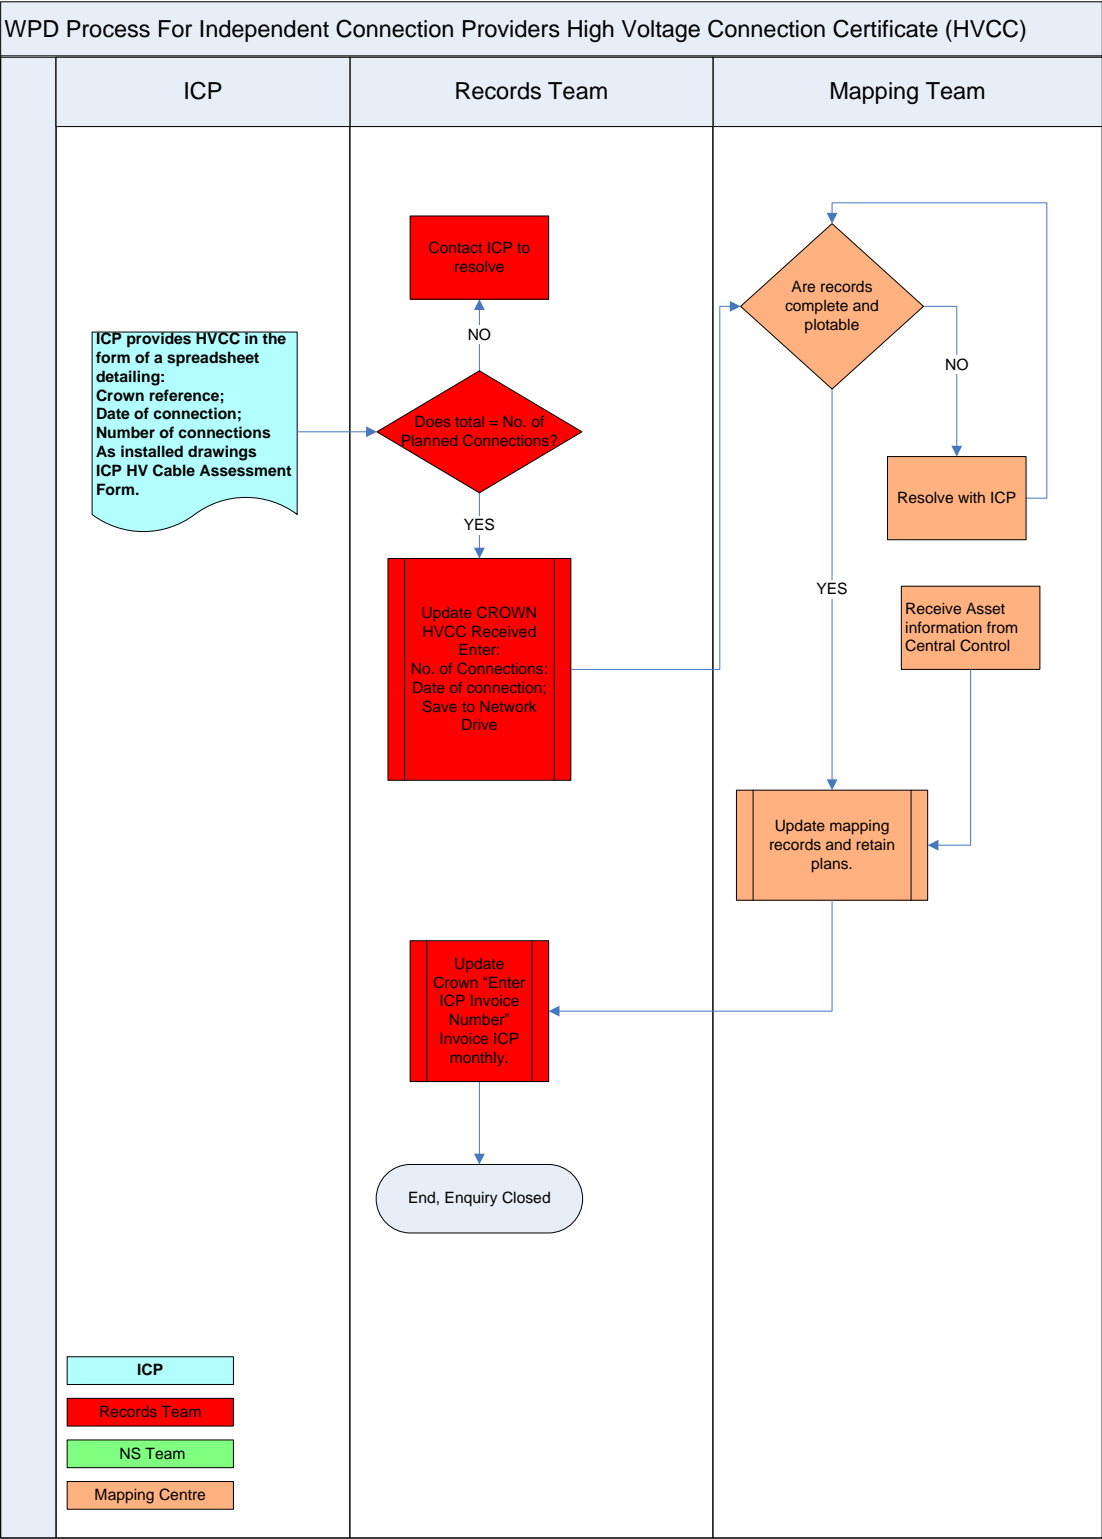 WPD Process For Independent Connection Providers High Voltage Connection Certificate (HVCC)
ICP
Records Team
Mapping Team
ICP provides HVCC in the
form of a spreadsheet
detailing:
Crown reference;
Date of connection;
Number of connections
As installed drawings
ICP HV Cable Assessment
Form.
Contact ICP to
resolve
NO
Does total = No. of
Planned Connections?
YES
Update CROWN
HVCC Received
Enter:
No. of Connections:
Date of connection;
Save to Network
Drive
Are records
complete and
plotable
NO
Resolve with ICP
YES
Receive Asset
information from
Central Control
Update mapping
records and retain
plans.
Update
Crown “Enter
ICP Invoice
Number”
Invoice ICP
monthly.
End, Enquiry Closed
ICP
Records Team
NS Team
Mapping Centre